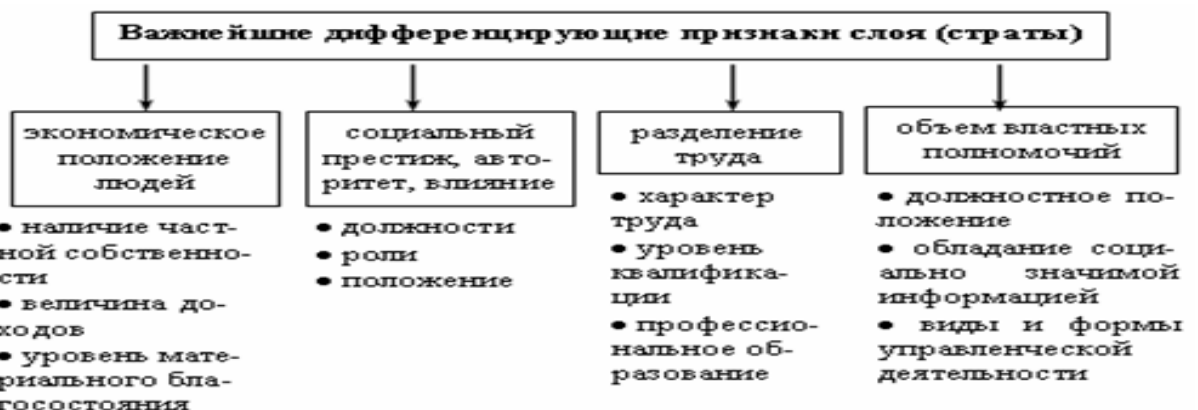 Важнейшие дифференцирующие признаки слоя (страты)
экономическое
положение
людей
● наличие част-
ной собственно-
сти
● величина до-
ходов
● уровень мате-
риального бла-
госостояния
социальный
престиж, авто-
ритет, влияние
● должности
● роли
● положение
разделение
труда
● характер
труда
● уровень
квалифика-
ции
● профессио-
нальное об-
разование
объем властных
полномочий
● должностное по-
ложение
● обладание соци-
ально значимой
информацией
● виды и формы
управленческой
деятельности